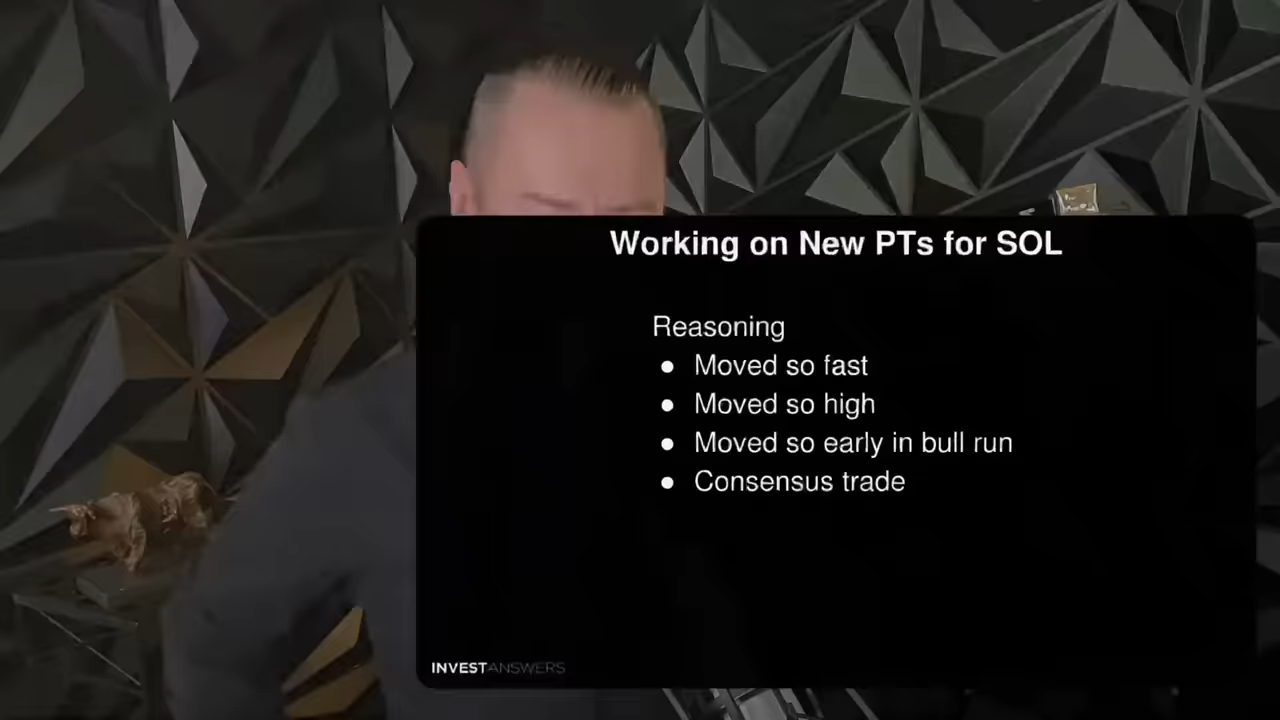 Working on New PTs for SOL
Reasoning
● Moved so fast
● Moved so high
● Moved so early in bull run
● Consensus trade
INVESTANSWERS